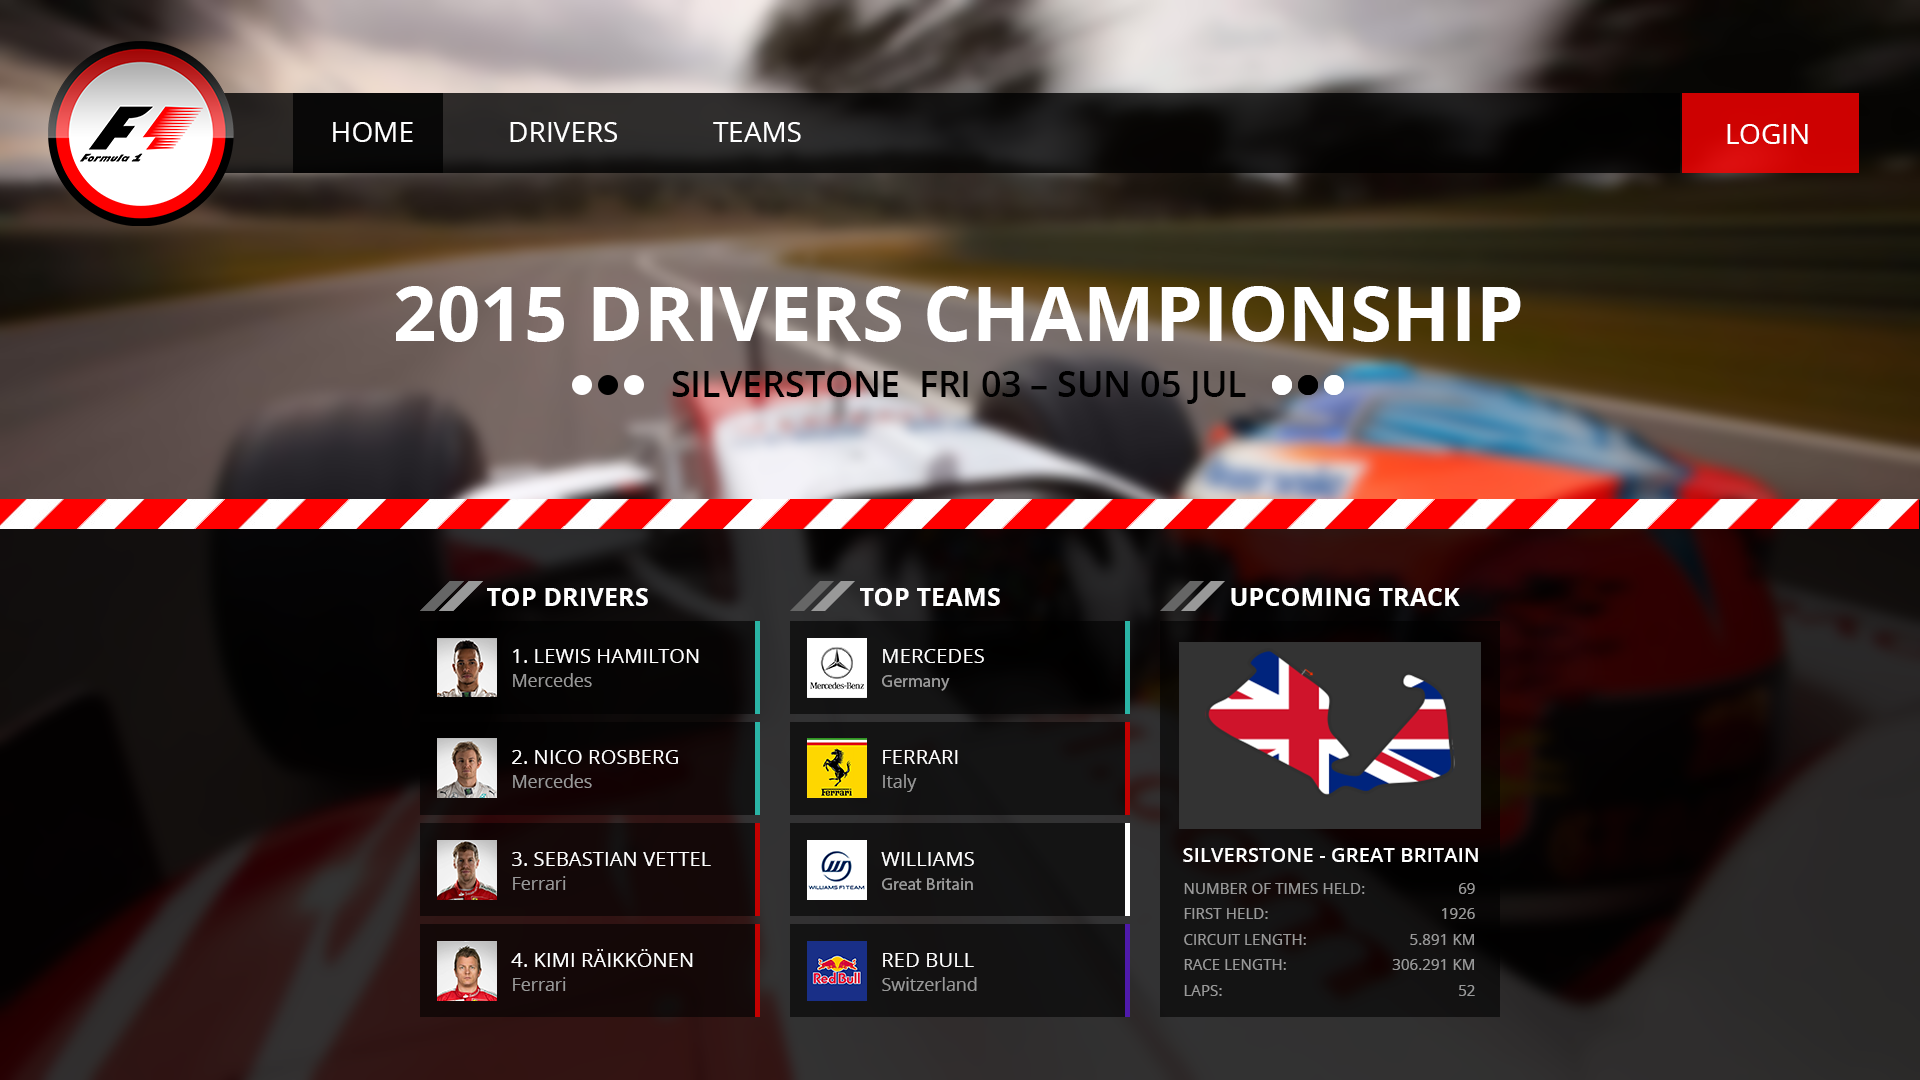 F1
Formula 1
HOME
DRIVERS
TEAMS
LOGIN
2015 DRIVERS CHAMPIONSHIP
SILVERSTONE FRI 03 – SUN 05 JUL
TOP DRIVERS
1. LEWIS HAMILTON
Mercedes
2. NICO ROSBERG
Mercedes
3. SEBASTIAN VETTEL
Ferrari
4. KIMI RÄIKKÖNEN
Ferrari
TOP TEAMS
Mercedes-Benz
MERCEDES
Germany
Ferrari
FERRARI
Italy
WILLIAMS F1 TEAM
WILLIAMS
Great Britain
Red Bull
RED BULL
Switzerland
UPCOMING TRACK
SILVERSTONE - GREAT BRITAIN
NUMBER OF TIMES HELD: 69
FIRST HELD: 1926
CIRCUIT LENGTH: 5.891 KM
RACE LENGTH: 306.291 KM
LAPS: 52